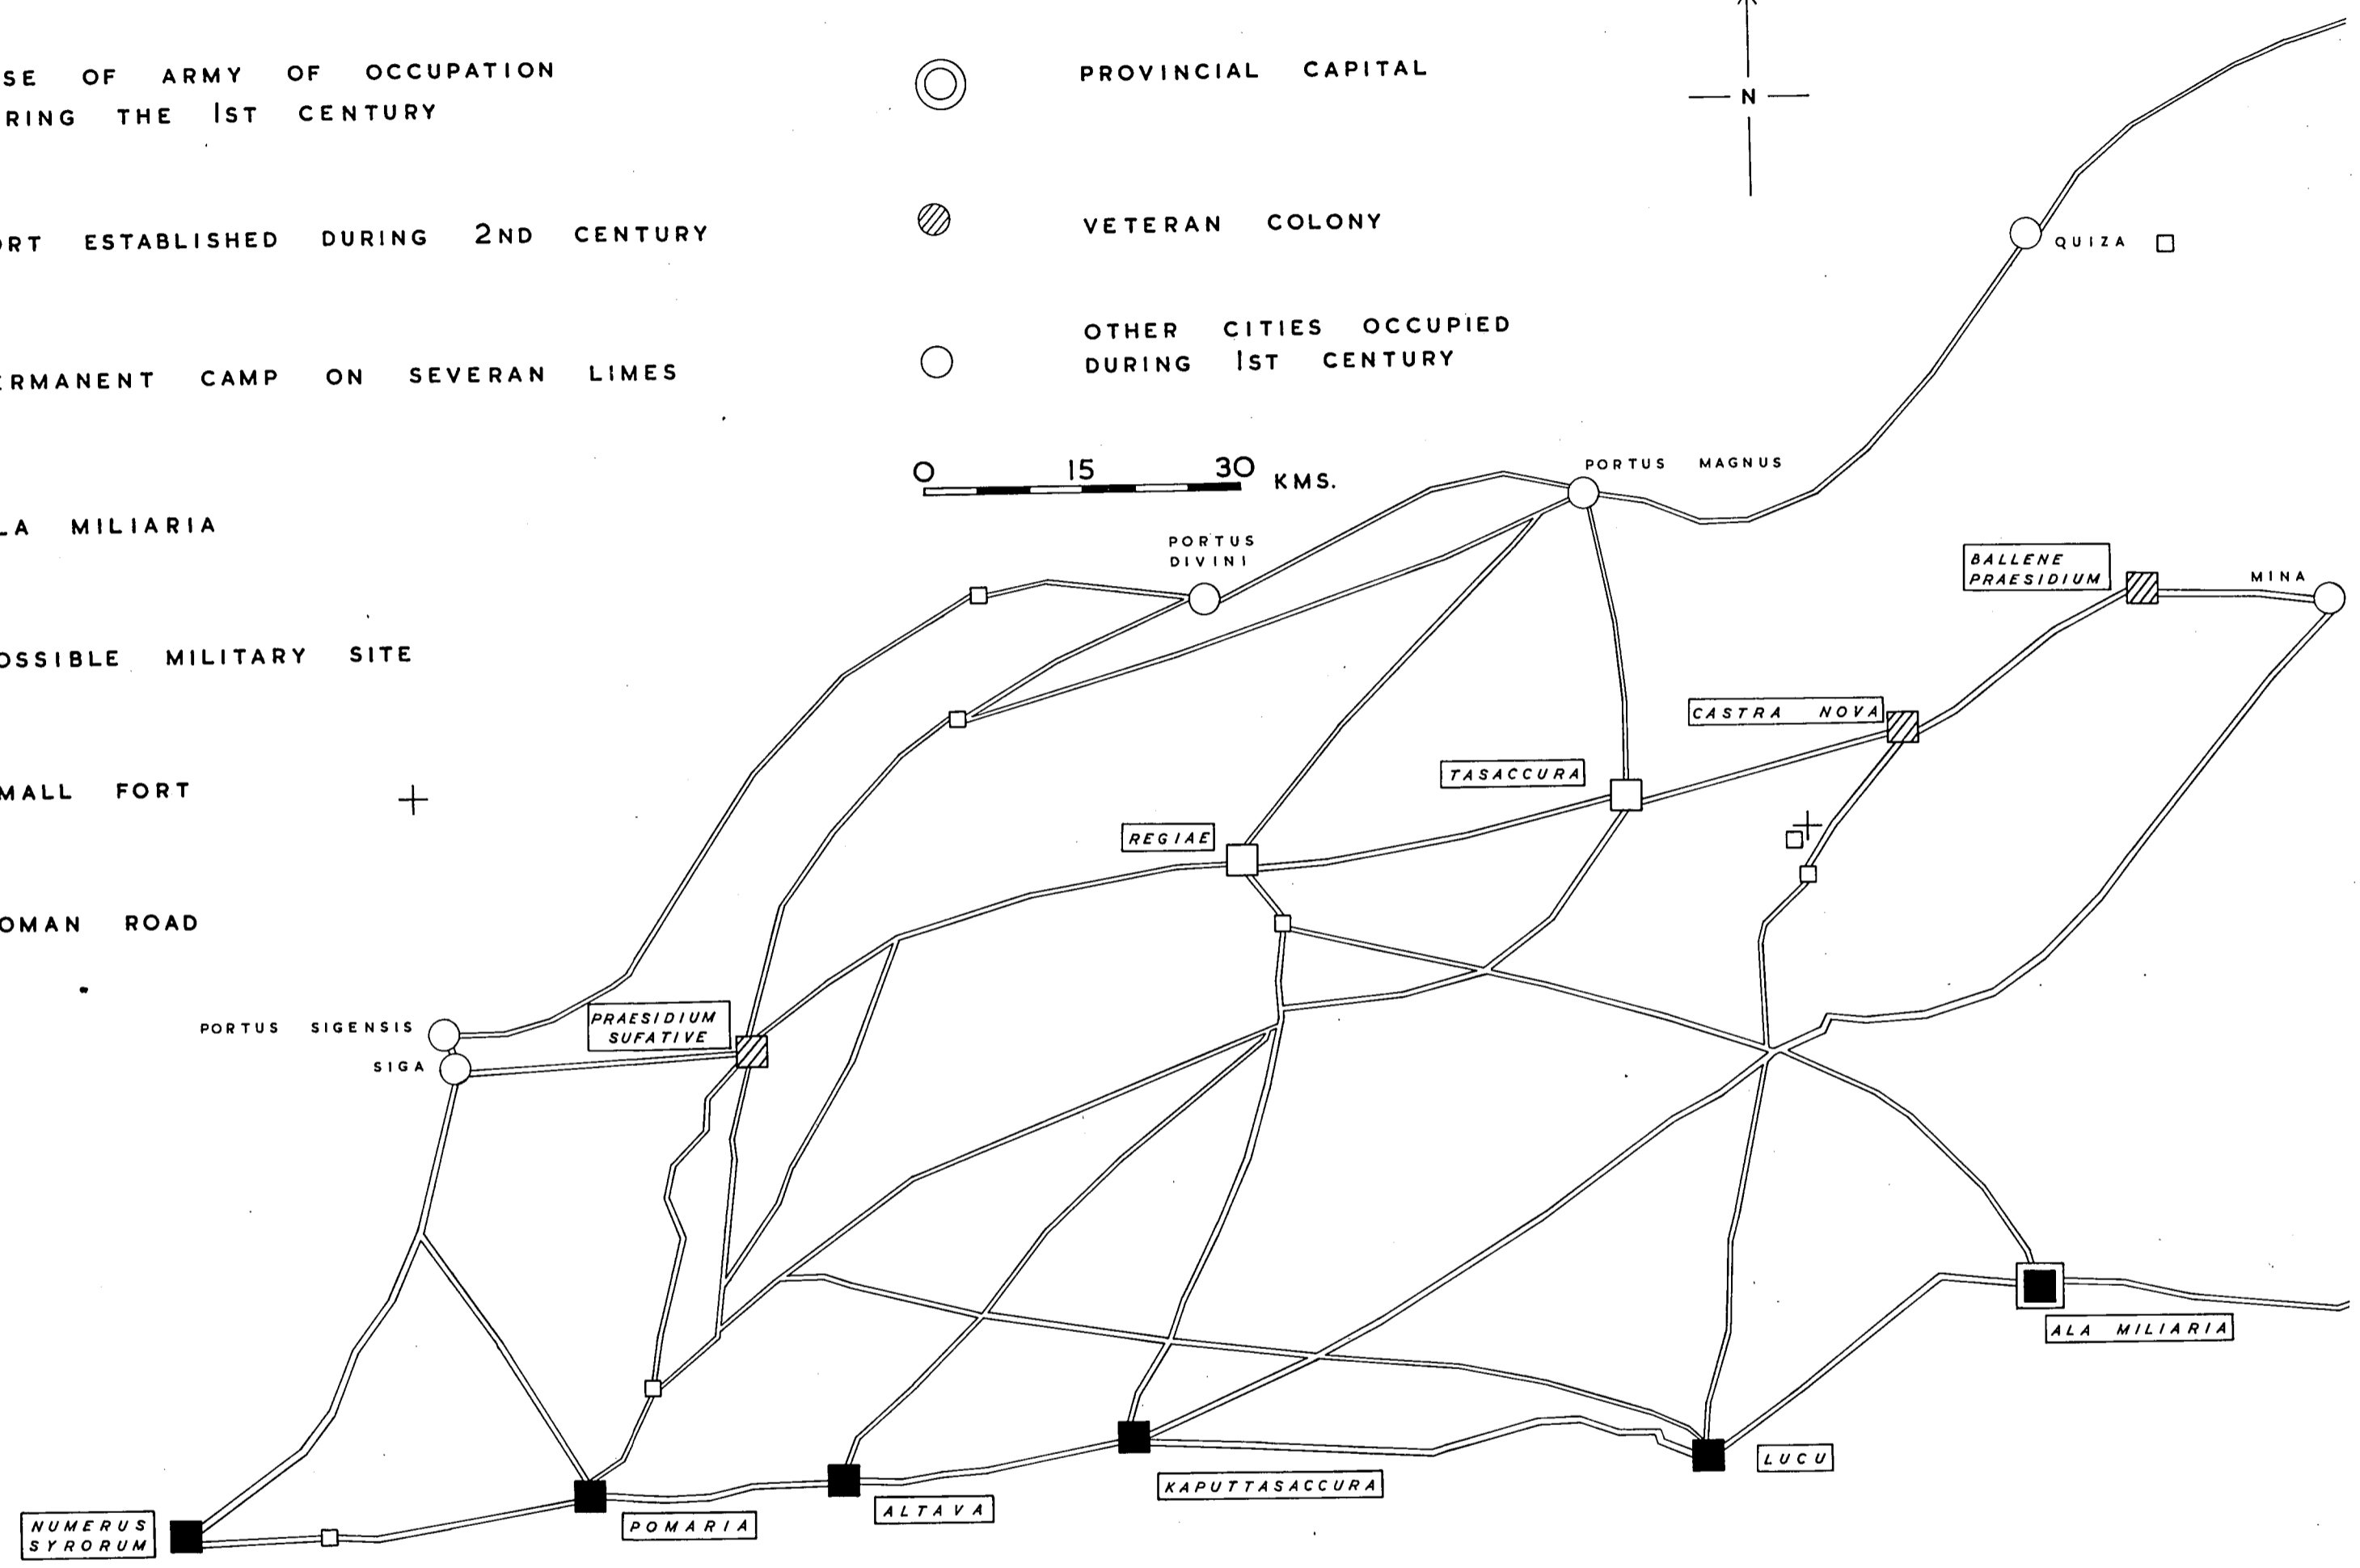 SE OF ARMY OF OCCUPATION
RING THE 1ST CENTURY
RT ESTABLISHED DURING 2ND CENTURY
ERMANENT CAMP ON SEVERAN LIMES
LA MILIARIA
OSSIBLE MILITARY SITE
MALL FORT
OMAN ROAD
PROVINCIAL CAPITAL
VETERAN COLONY
OTHER CITIES OCCUPIED
DURING 1ST CENTURY
N
0 15 30 KMS.
QUIZA
PORTUS MAGNUS
PORTUS
DIVINI
BALLENE
PRAESIDIUM
MINA
CASTRA NOVA
TASACCURA
REGIAE
PRAESIDIUM
SUFATIVE
PORTUS SIGENSIS
SIGA
ALA MILIARIA
LUCU
KAPUTTASACCURA
ALTAVA
POMARIA
NUMERUS
SYRORUM